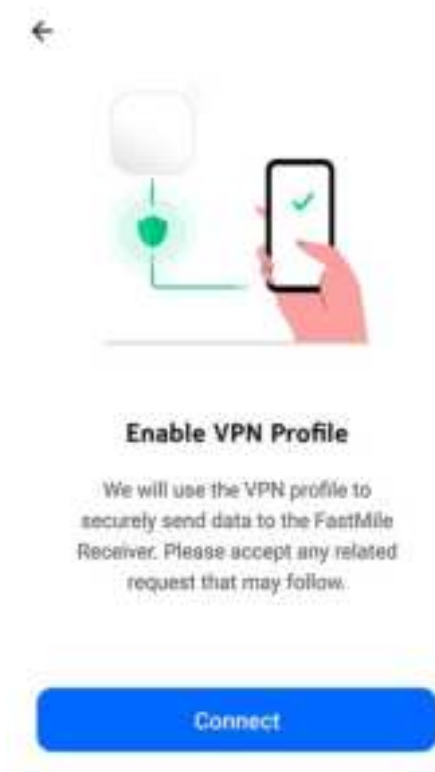 Enable VPN Profile
We will use the VPN profile to
securely send data to the FastMile
Receiver. Please accept any related
request that may follow.
Connect